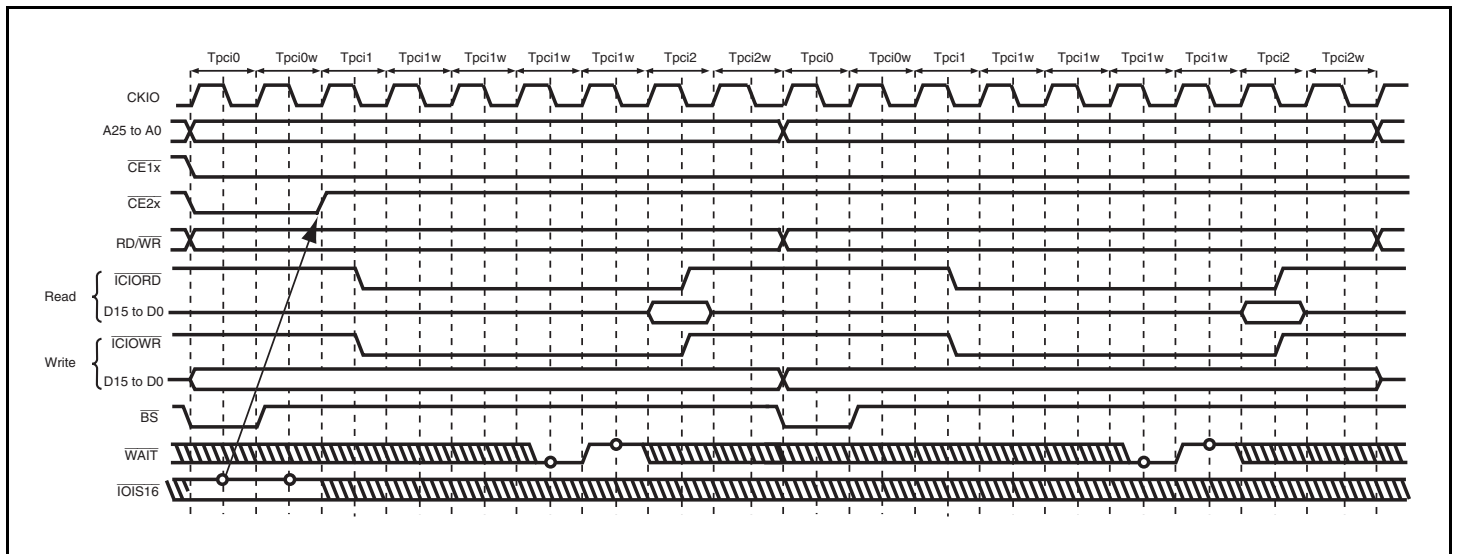 Tpci0 Tpci0w Tpci1 Tpci1w Tpci1w Tpci1w Tpci1w Tpci2 Tpci2w Tpci0 Tpci0w Tpci1 Tpci1w Tpci1w Tpci1w Tpci1w Tpci2 Tpci2w
CKIO
A25 to A0
CE1x
CE2x
RD/WR
Read
ICIORD
D15 to D0
Write
ICIOWR
D15 to D0
BS
WAIT
IOIS16